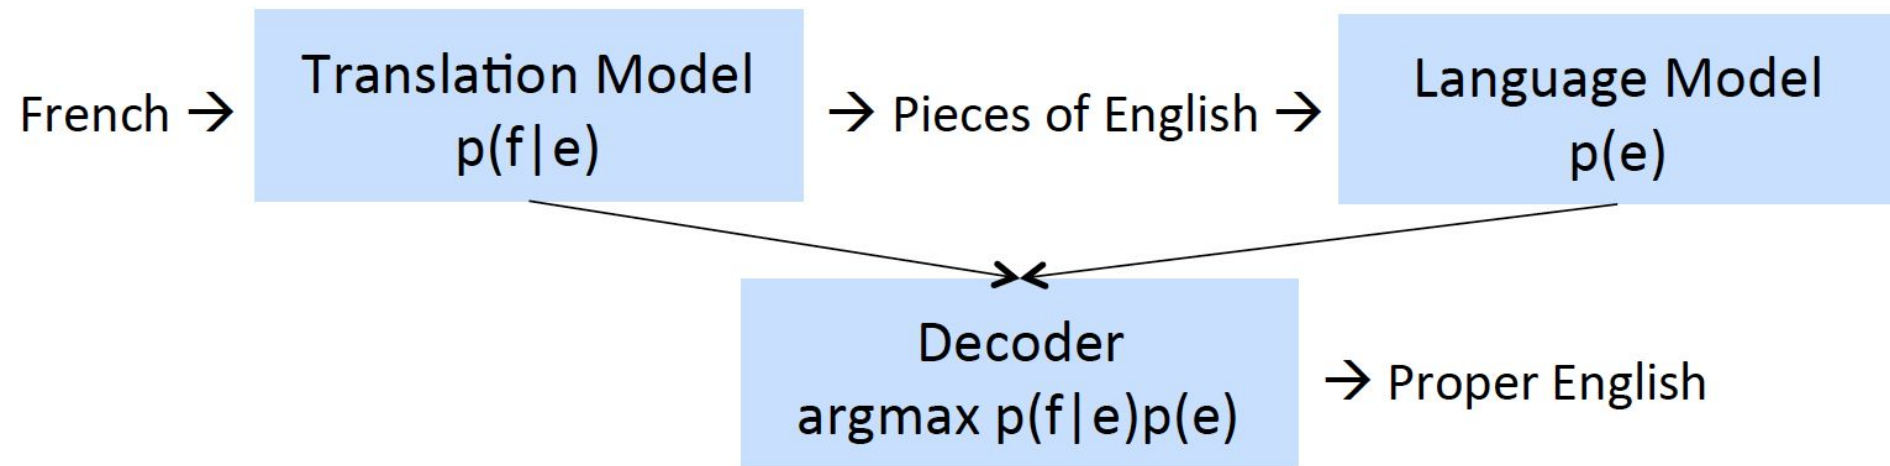 French →
Translation Model
p(f|e)
→ Pieces of English →
Language Model
p(e)
Decoder
argmax p(f|e)p(e)
→ Proper English